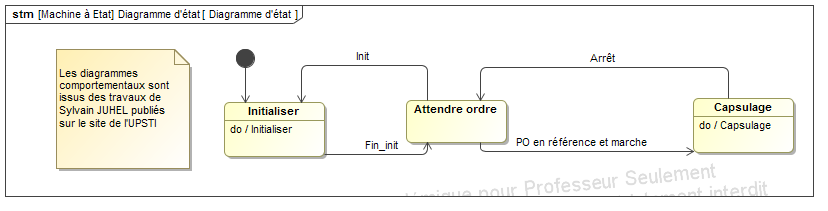 stm [Machine à Etat] Diagramme d'état [ Diagramme d'état ]
Les diagrammes
comportementaux sont
issus des travaux de
Sylvain JUHEL publiés
sur le site de l'UPSTI
Init
Arrêt
Initialiser
do / Initialiser
Attendre ordre
Capsulage
do / Capsulage
Fin_init
PO en référence et marche
pour Professeur Seulement
interdit